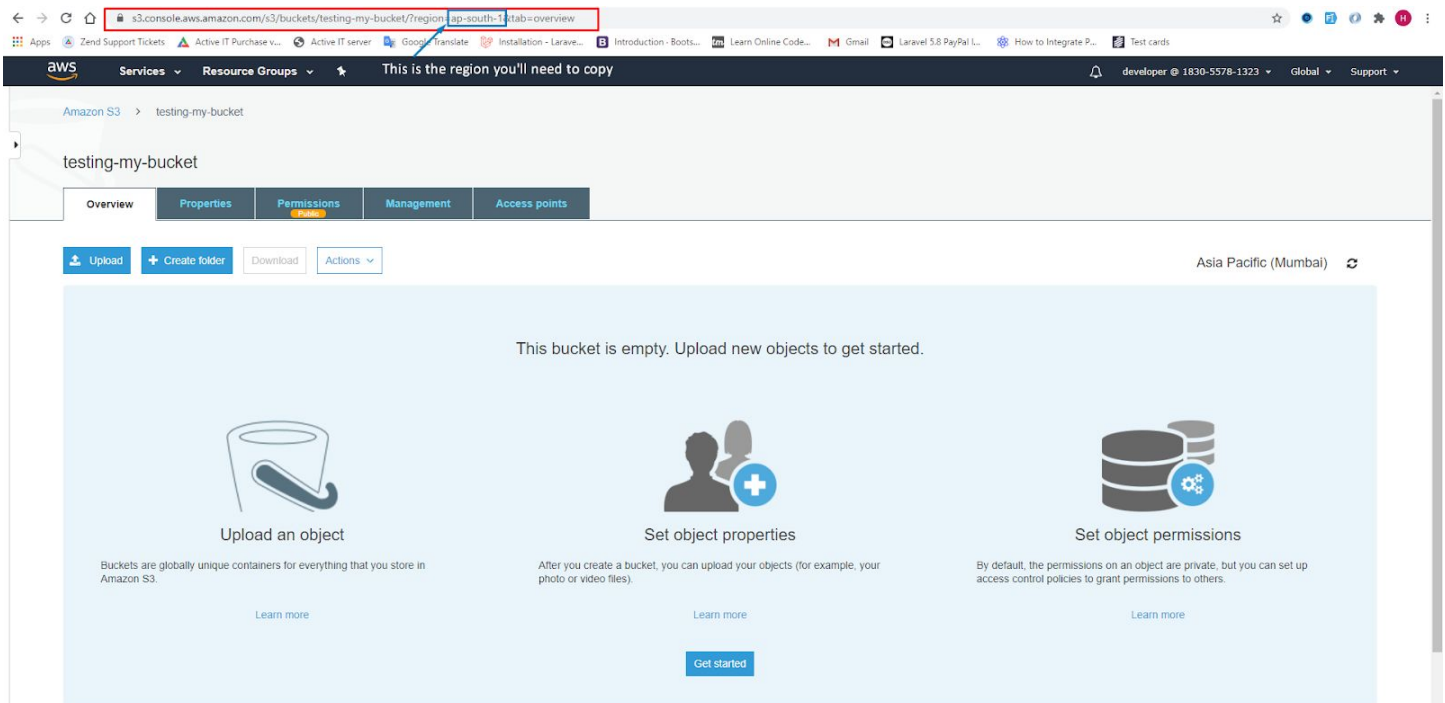 s3.console.aws.amazon.com/s3/buckets/testing-my-bucket/?region=ap-south-1&tab=overview
Apps Zend Support Tickets Active IT Purchase v... Active IT server Google Translate Installation - Larave... Introduction - Boots... Learn Online Code... Gmail Laravel 5.8 PayPal I... How to Integrate P... Test cards
aws Services Resource Groups This is the region you'll need to copy developer @ 1830-5578-1323 Global Support
Amazon S3 > testing-my-bucket
testing-my-bucket
Overview Properties Permissions Management Access points
Public
Upload Create folder Download Actions Asia Pacific (Mumbai)
This bucket is empty. Upload new objects to get started.
Upload an object
Buckets are globally unique containers for everything that you store in
Amazon S3.
Learn more
Set object properties
After you create a bucket, you can upload your objects (for example, your
photo or video files).
Learn more
Set object permissions
By default, the permissions on an object are private, but you can set up
access control policies to grant permissions to others.
Learn more
Get started